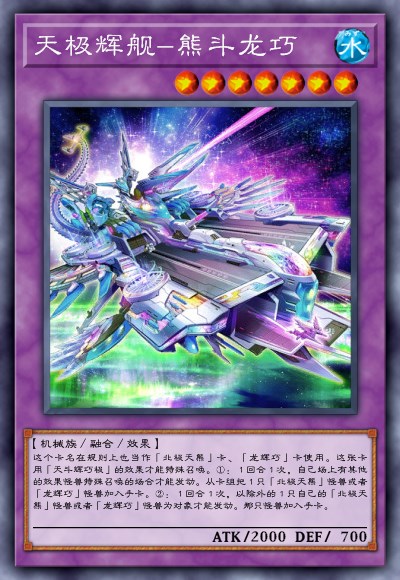 天极辉舰-熊斗龙巧
水
【机械族／融合／效果】
这个卡名在规则上也当作「北极天熊」卡、「龙辉巧」卡使用。这张卡
用「天斗辉巧极」的效果才能特殊召唤。①：1回合1次，自己场上有其他
的效果怪兽特殊召唤的场合才能发动。从卡组把1只「北极天熊」怪兽或者
「龙辉巧」怪兽加入手卡。②：1回合1次，以除外的1只自己的「北极天
熊」怪兽或者「龙辉巧」怪兽为对象才能发动。那只怪兽加入手卡。
ATK/2000 DEF/ 700